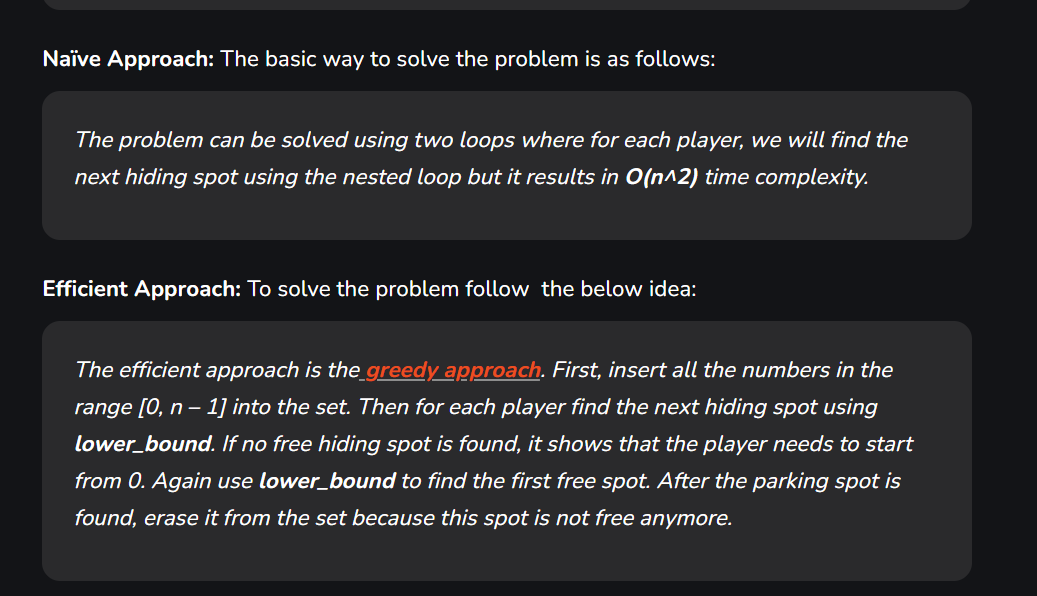 Naïve Approach: The basic way to solve the problem is as follows:
The problem can be solved using two loops where for each player, we will find the
next hiding spot using the nested loop but it results in O(n^2) time complexity.
Efficient Approach: To solve the problem follow  the below idea:
The efficient approach is the greedy approach. First, insert all the numbers in the
range [0, n – 1] into the set. Then for each player find the next hiding spot using
lower_bound. If no free hiding spot is found, it shows that the player needs to start
from 0. Again use lower_bound to find the first free spot. After the parking spot is
found, erase it from the set because this spot is not free anymore.